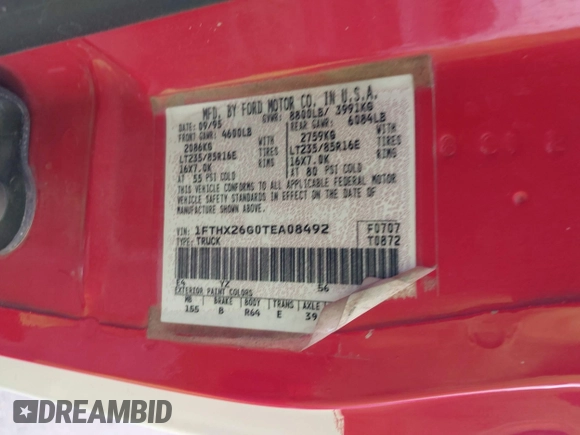 MFD. BY FORD MOTOR CO. IN U.S.A.
DATE: 09/95 GVWR: 8800LB/ 3991KG
FRONT GAWR: 4600LB REAR GAWR: 6084LB
2086KG 2759KG
LT235/85R16E TIRES LT235/85R16E TIRES
16X7.0K RIMS 16X7.0K RIMS
AT 55 PSI COLD AT 80 PSI COLD
THIS VEHICLE CONFORMS TO ALL APPLICABLE FEDERAL MOTOR
VEHICLE SAFETY STANDARDS IN EFFECT ON THE DATE OF
MANUFACTURE SHOWN ABOVE.
VIN: 1FTHX26G0TEA08492 F0707
TYPE: TRUCK T0872
E4 YZ 56
EXTERIOR PAINT COLORS
WB BRAKE BODY TRANS AXLE
155 B R64 E 39
DREAMBID